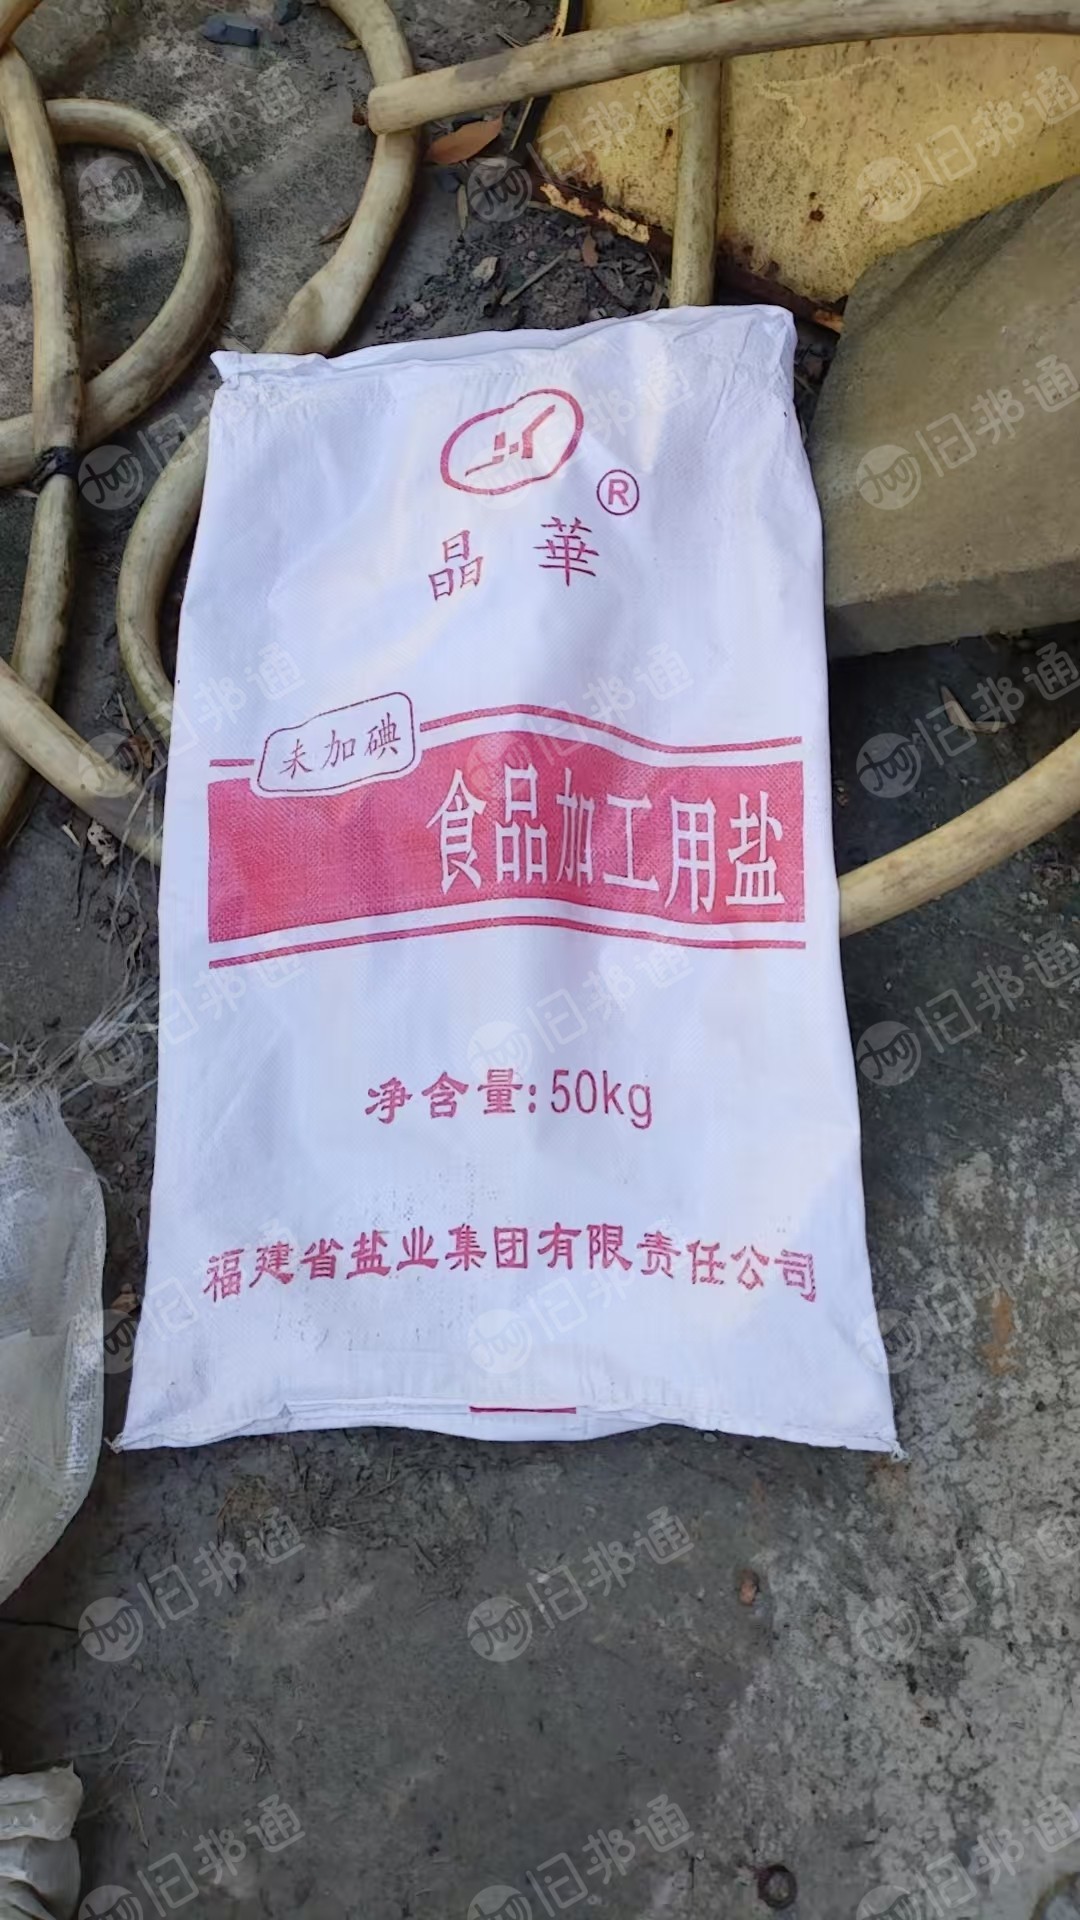 ®
晶華
未加碘
食品加工用盐
净含量:50kg
福建省盐业集团有限责任公司
旧邦通